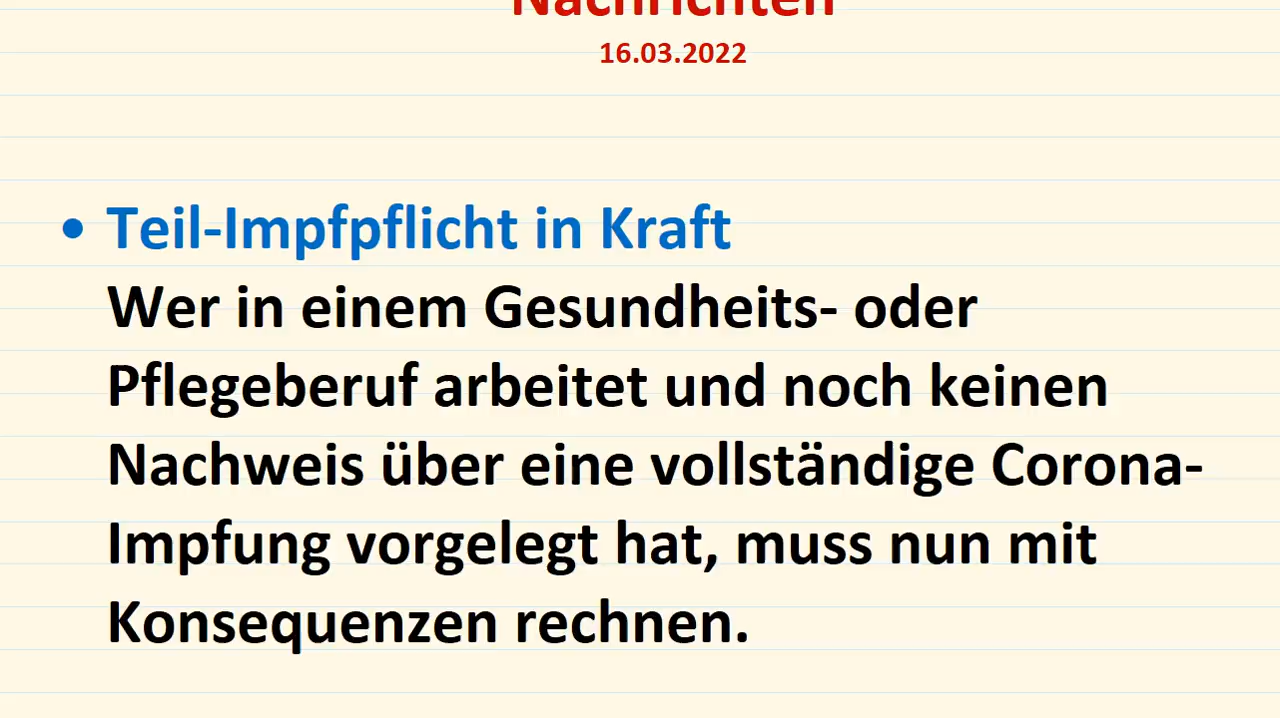 Nachrichten
16.03.2022
• Teil-Impfpflicht in Kraft
Wer in einem Gesundheits- oder
Pflegeberuf arbeitet und noch keinen
Nachweis über eine vollständige Corona-
Impfung vorgelegt hat, muss nun mit
Konsequenzen rechnen.